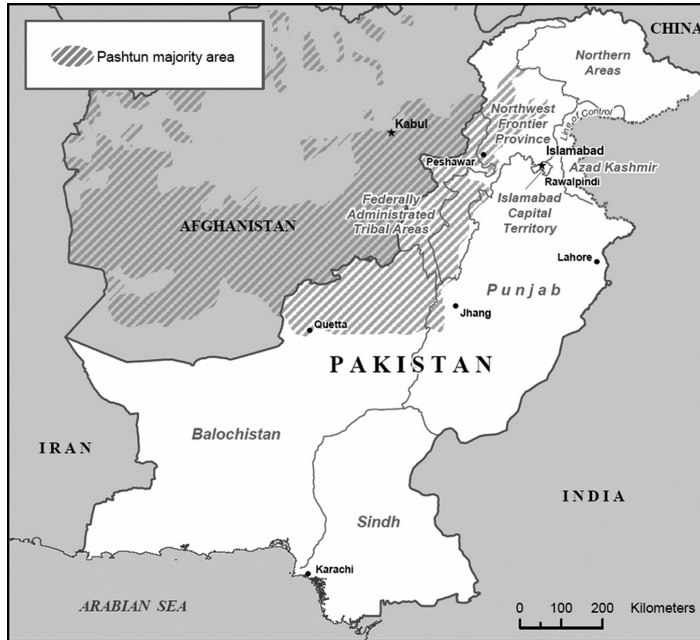 Pashtun majority area
CHINA
Northern
Areas
Northwest
Frontier
Province
Line of Control
Kabul
Peshawar
Islamabad
Azad Kashmir
Rawalpindi
Islamabad
Capital
Territory
Federally
Administrated
Tribal Areas
AFGHANISTAN
Lahore
Punjab
Jhang
Quetta
PAKISTAN
Balochistan
IRAN
INDIA
Sindh
Karachi
ARABIAN SEA
0 50 100 200 Kilometers